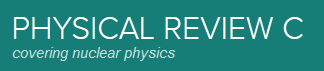 PHYSICAL REVIEW C
covering nuclear physics